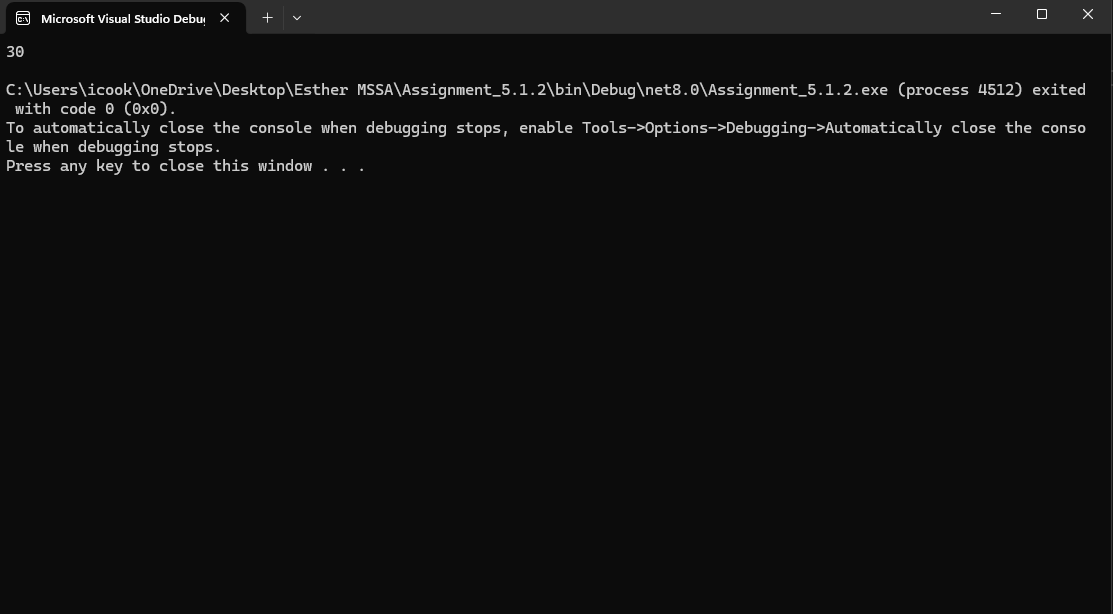 Microsoft Visual Studio Debu
30
C:\Users\icook\OneDrive\Desktop\Esther MSSA\Assignment_5.1.2\bin\Debug\net8.0\Assignment_5.1.2.exe (process 4512) exited
 with code 0 (0x0).
To automatically close the console when debugging stops, enable Tools->Options->Debugging->Automatically close the conso
le when debugging stops.
Press any key to close this window . . .